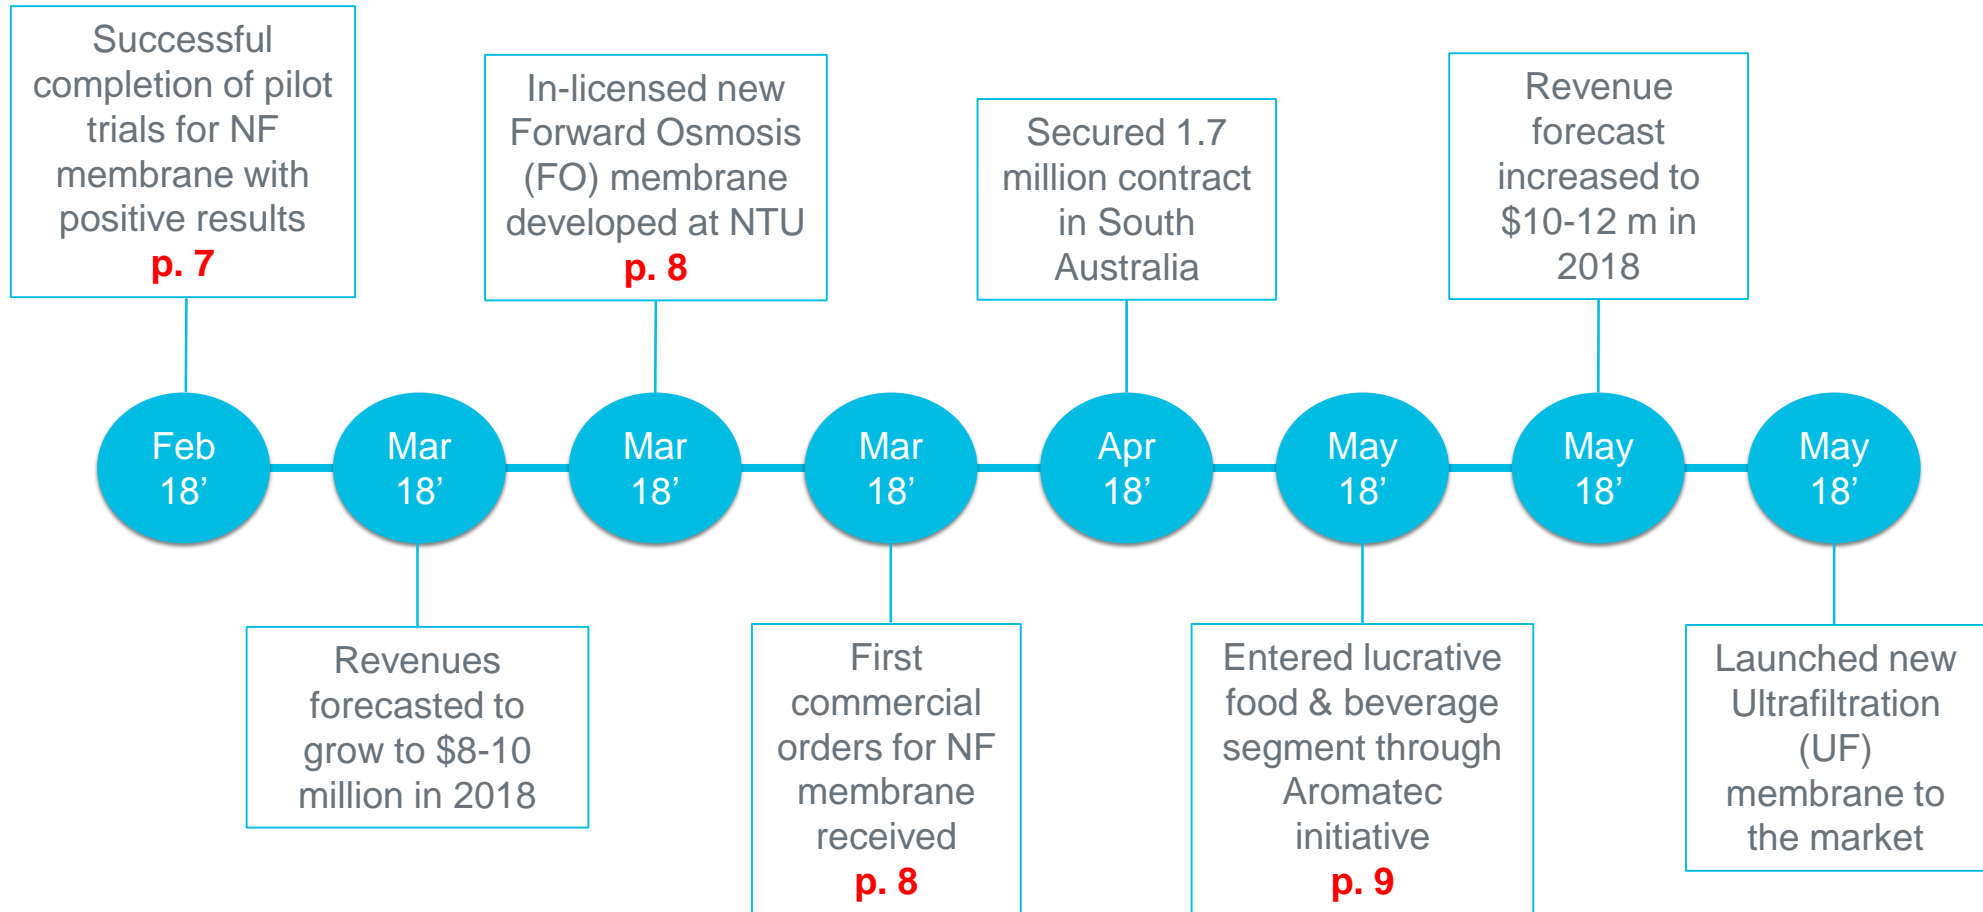 Successful
completion of pilot
trials for NF
membrane with
positive results
p. 7
In-licensed new
Forward Osmosis
(FO) membrane
developed at NTU
p. 8
Secured 1.7
million contract
in South
Australia
Revenue
forecast
increased to
$10-12 m in
2018
Feb
18’
Mar
18’
Mar
18’
Mar
18’
Apr
18’
May
18’
May
18’
May
18’
Revenues
forecasted to
grow to $8-10
million in 2018
First
commercial
orders for NF
membrane
received
p. 8
Entered lucrative
food & beverage
segment through
Aromatec
initiative
p. 9
Launched new
Ultrafiltration
(UF)
membrane to
the market